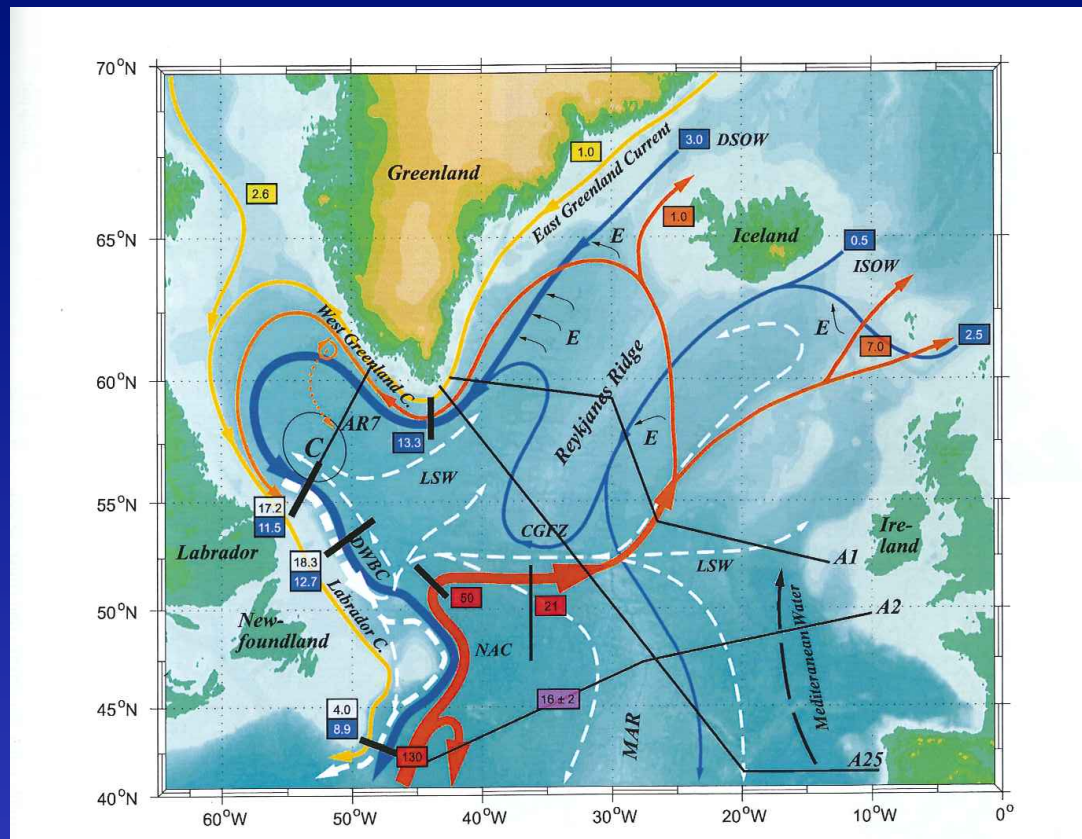 70°N
65°N
60°N
55°N
50°N
45°N
40°N
60°W
50°W
40°W
30°W
20°W
10°W
0°
2.6
Greenland
1.0
East Greenland Current
3.0
DSOW
1.0
E
Iceland
0.5
ISOW
E
E
7.0
2.5
West Greenland C.
Reykjanes Ridge
AR7
C
13.3
E
LSW
17.2
11.5
CGFZ
Ire-
land
Labrador
18.3
12.7
DWBC
LSW
A1
Labrador C.
50
21
A2
New-
foundland
NAC
Mediteranean Water
16 ± 2
4.0
8.9
MAR
130
A25